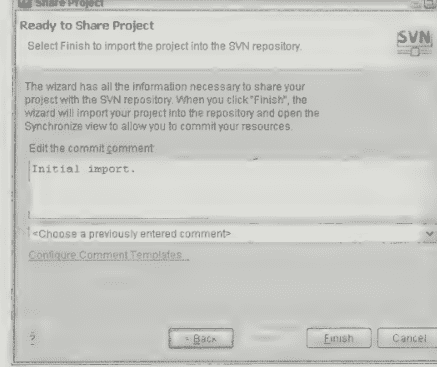 Share Project
Ready to Share Project
Select Finish to import the project into the SVN repository.
SVN
The wizard has all the information necessary to share your
project with the SVN repository. When you click "Finish", the
wizard will import your project into the repository and open the
Synchronize view to allow you to commit your resources.
Edit the commit comment
Initial import.
<Choose a previously entered comment>
Configure Comment Templates...
?
< Back
Finish
Cancel